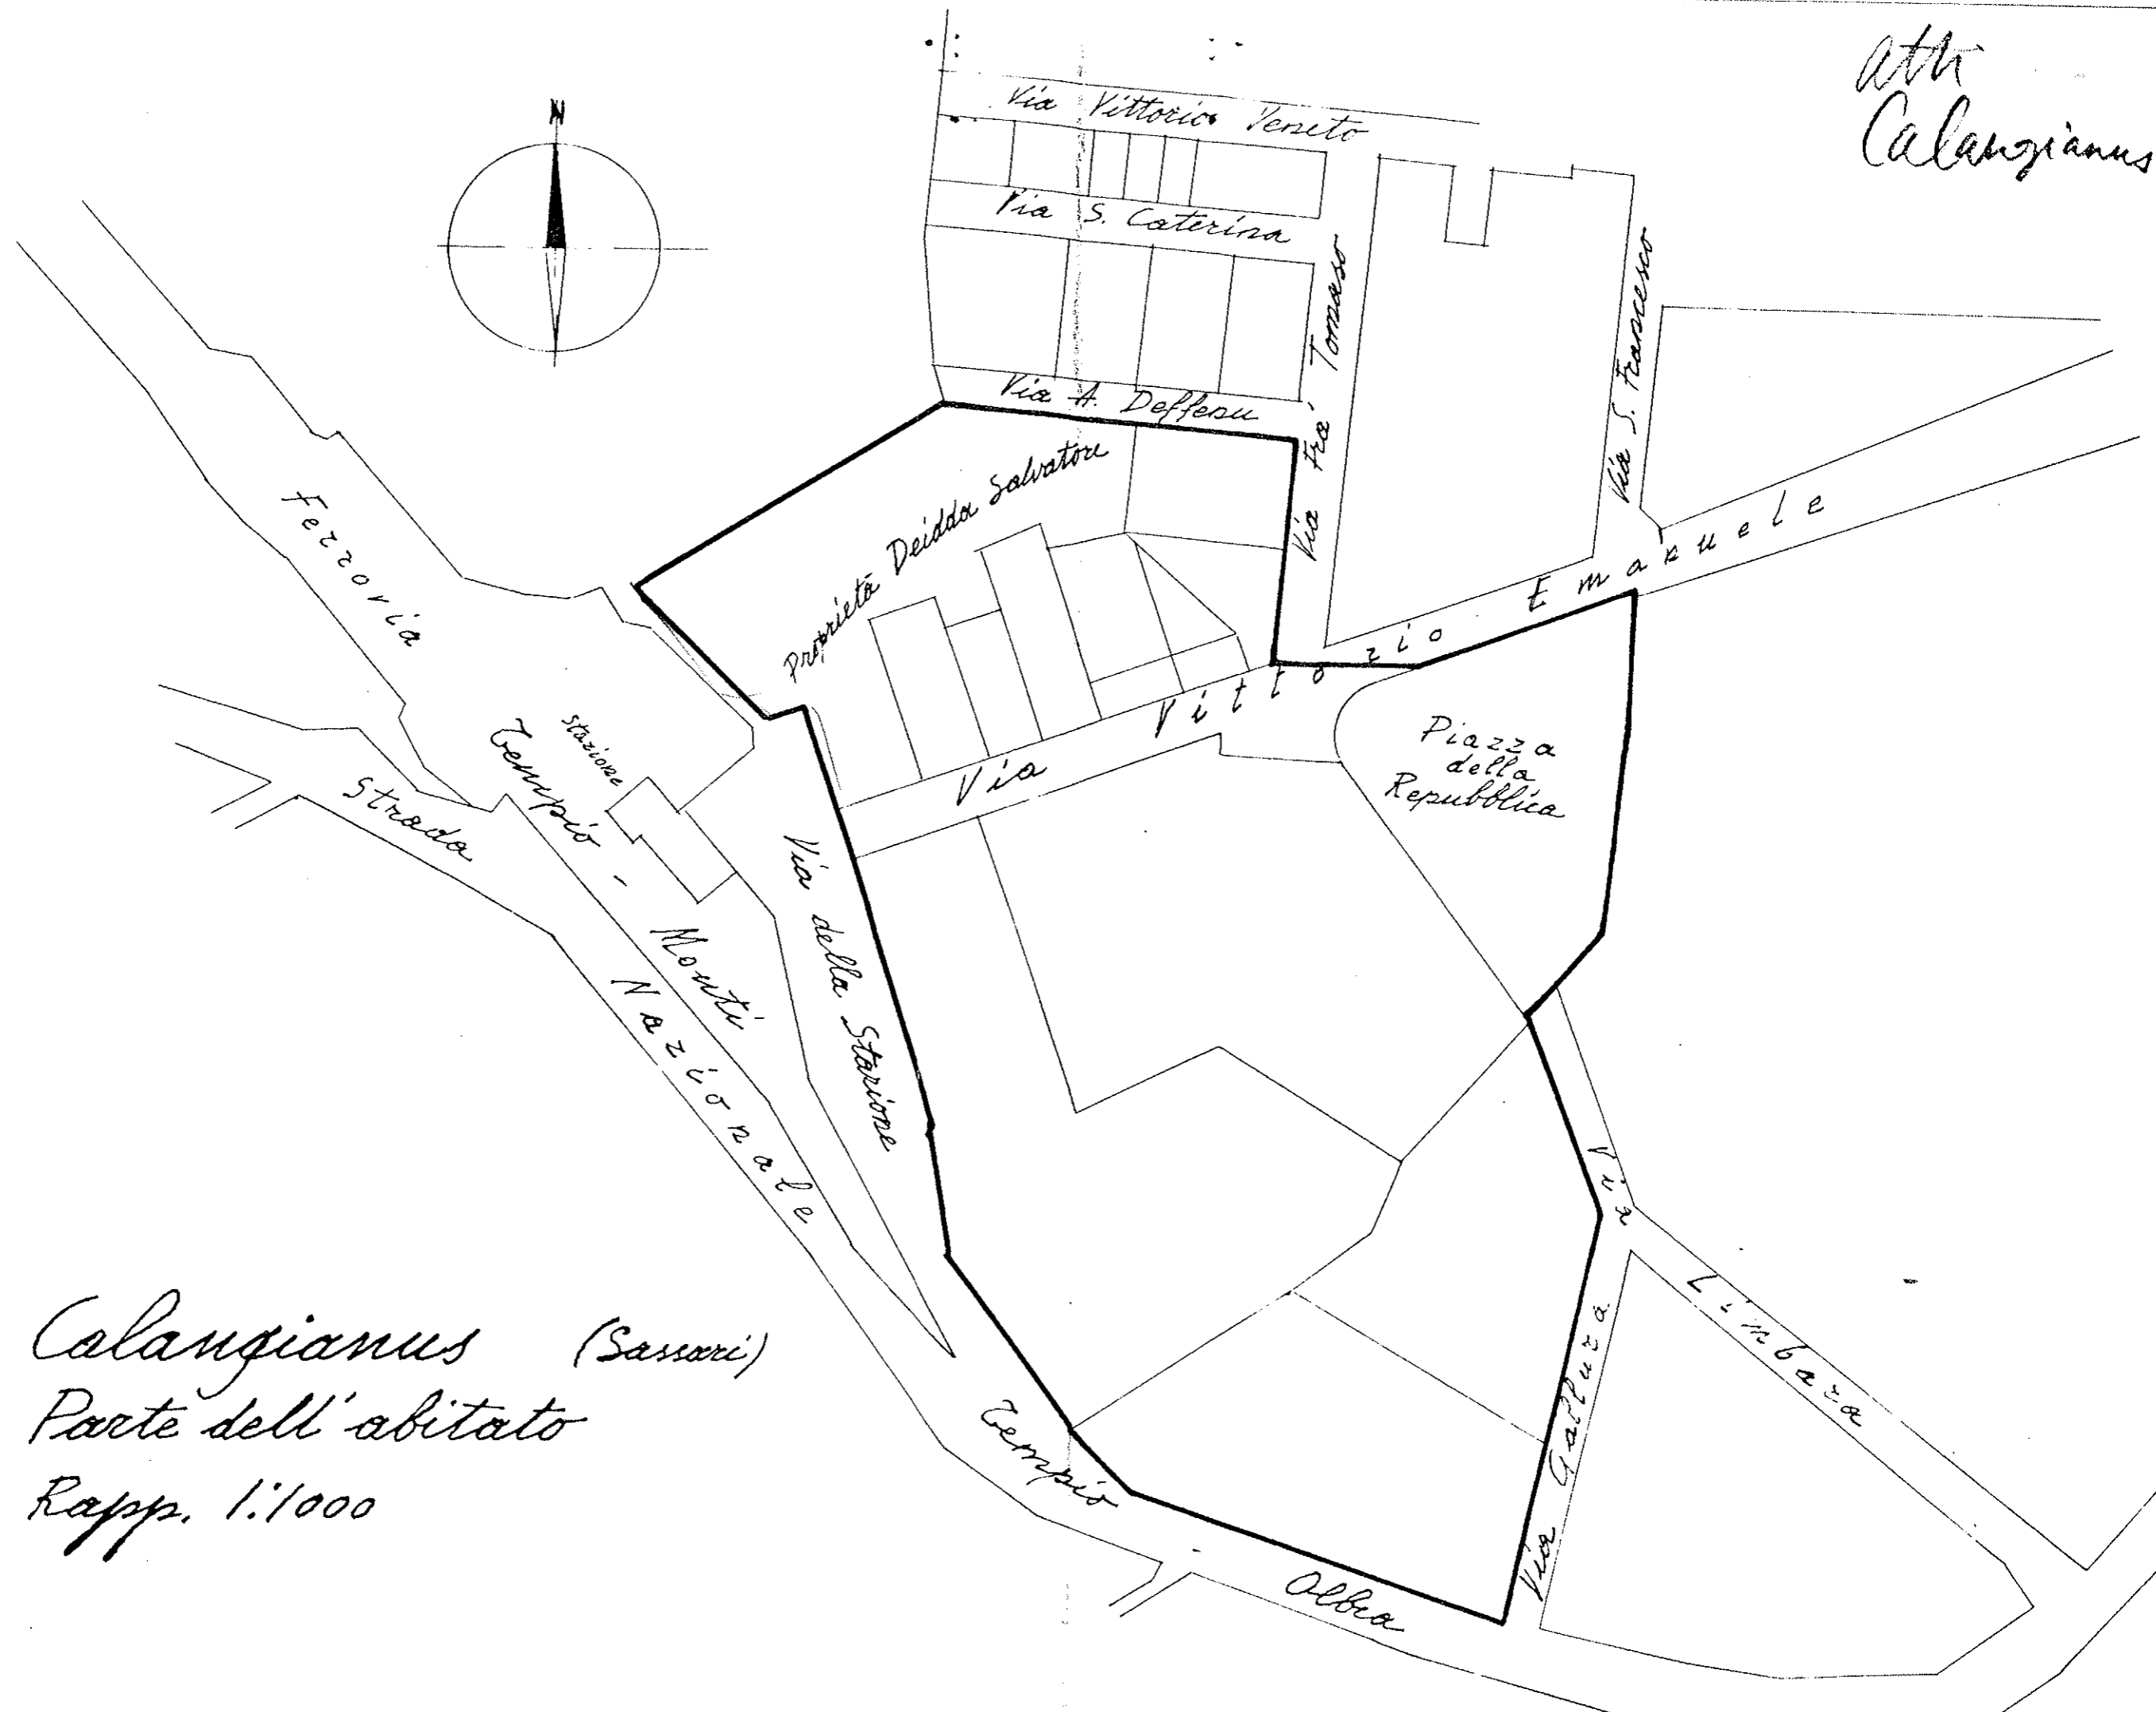 atti
Calangianus
N
Via Vittorio Veneto
Via S. Caterina
Via Fra' Tomaso
Via S. Francesco
Via A. Deffenu
Proprietà Deidda Salvatore
Via Vittorio Emanuele
Ferrovia Tempio - Monti
Stazione
Piazza
della
Repubblica
Strada Nazionale Tempio Olbia
Via della Stazione
Via Limbara
Via Gallura
Calangianus (Sassari)
Parte dell'abitato
Rapp. 1:1000